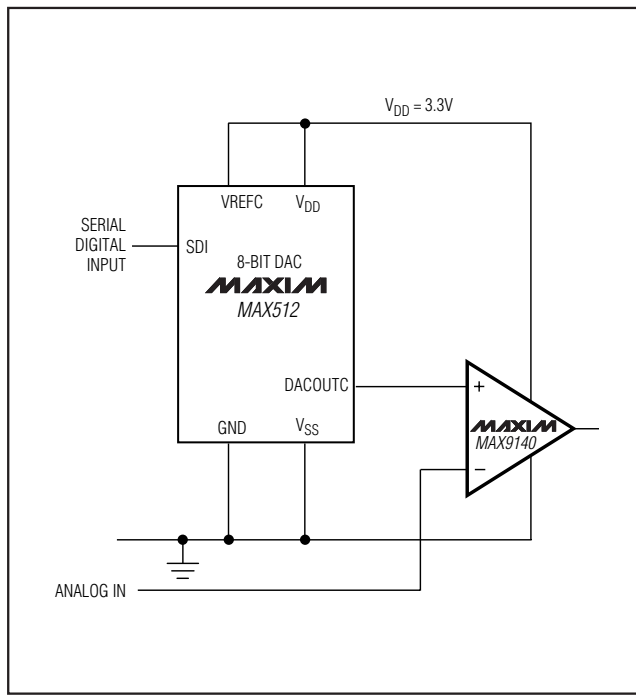 V_DD = 3.3V
VREFC
V_DD
SERIAL
DIGITAL
INPUT
SDI
8-BIT DAC
MAXIM
MAX512
DACOUTC
+
MAXIM
MAX9140
−
GND
V_SS
ANALOG IN